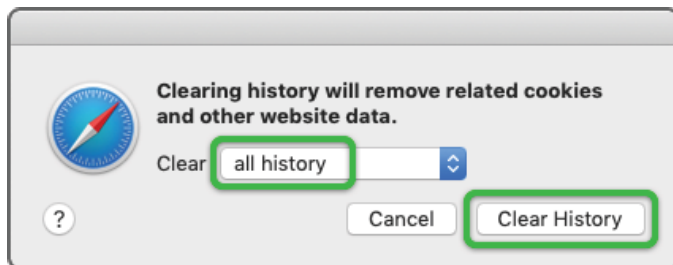 Clearing history will remove related cookies
and other website data.
Clear all history
? Cancel Clear History